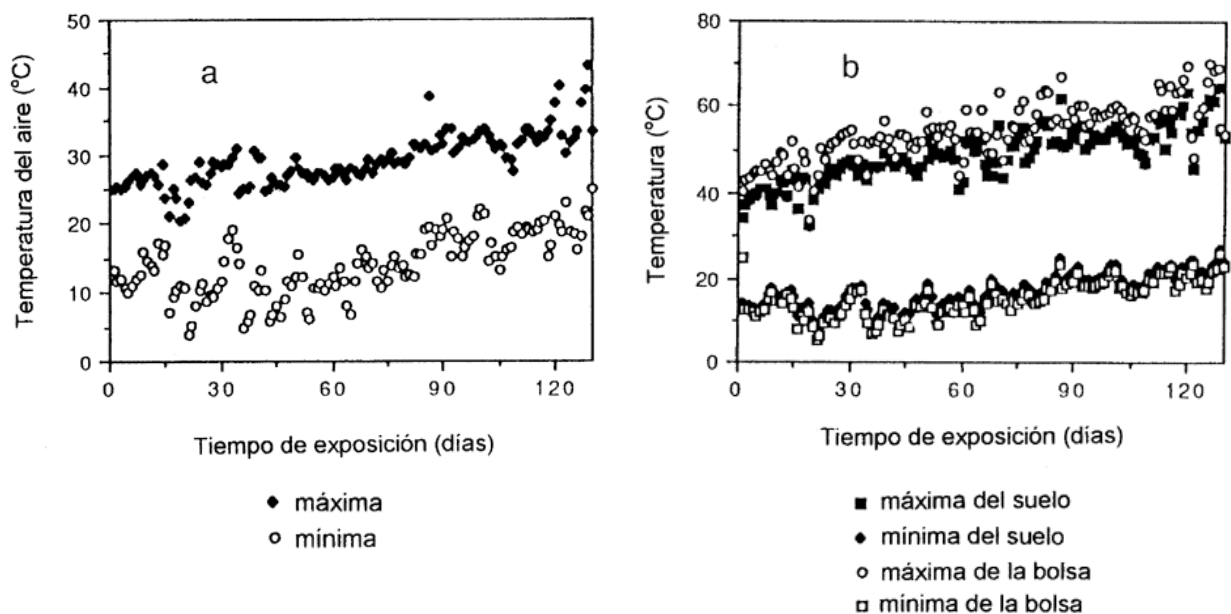 a
Temperatura del aire (°C)
50
40
30
20
10
0
0 30 60 90 120
Tiempo de exposición (días)
máxima
mínima
b
Temperatura (°C)
80
60
40
20
0
0 30 60 90 120
Tiempo de exposición (días)
máxima del suelo
mínima del suelo
máxima de la bolsa
mínima de la bolsa